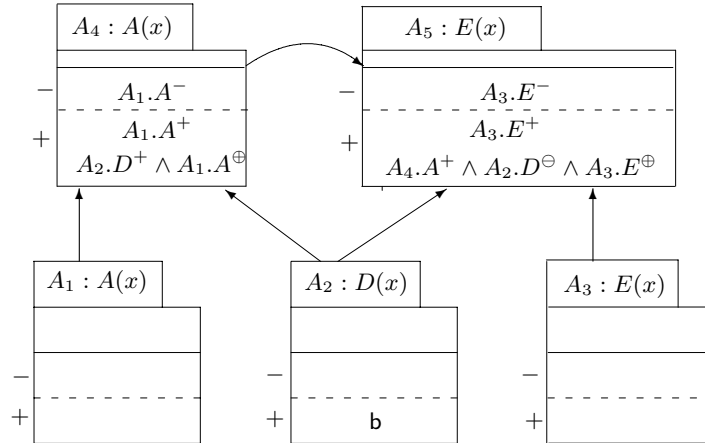 A₄ : A(x)
A₅ : E(x)
− A₁.A⁻
− A₃.E⁻
+ A₁.A⁺
+ A₃.E⁺
A₂.D⁺ ∧ A₁.A^⊕
A₄.A⁺ ∧ A₂.D^⊖ ∧ A₃.E^⊕
A₁ : A(x)
A₂ : D(x)
A₃ : E(x)
− − −
+ + b +